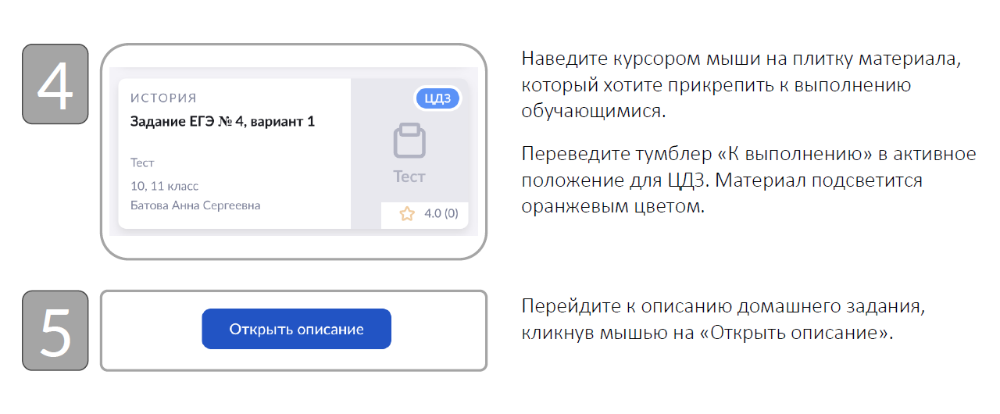 4
ИСТОРИЯ
Задание ЕГЭ № 4, вариант 1
Тест
10, 11 класс
Батова Анна Сергеевна
ЦДЗ
Тест
4.0 (0)
Наведите курсором мыши на плитку материала,
который хотите прикрепить к выполнению
обучающимися.
Переведите тумблер «К выполнению» в активное
положение для ЦДЗ. Материал подсветится
оранжевым цветом.
5
Открыть описание
Перейдите к описанию домашнего задания,
кликнув мышью на «Открыть описание».